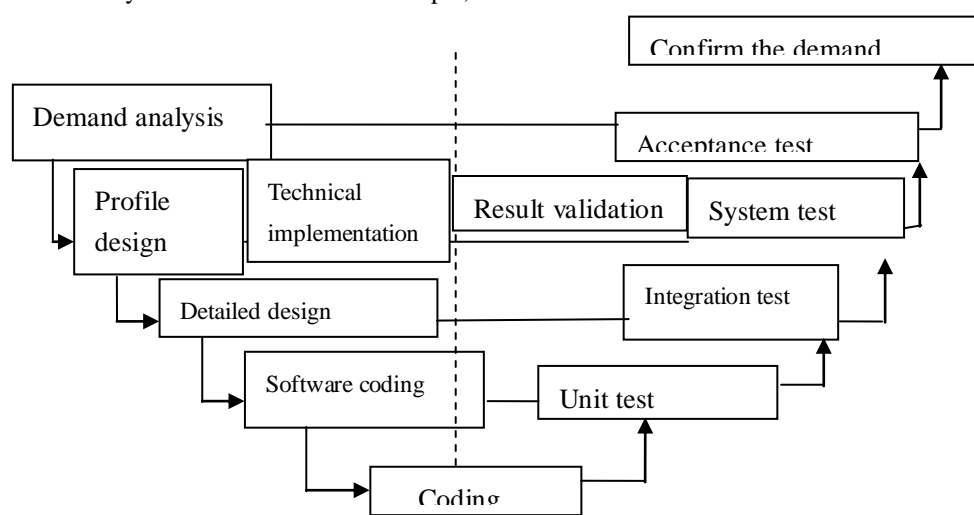 Confirm the demand
Demand analysis
Acceptance test
Profile
design
Technical
implementation
Result validation
System test
Detailed design
Integration test
Software coding
Unit test
Coding